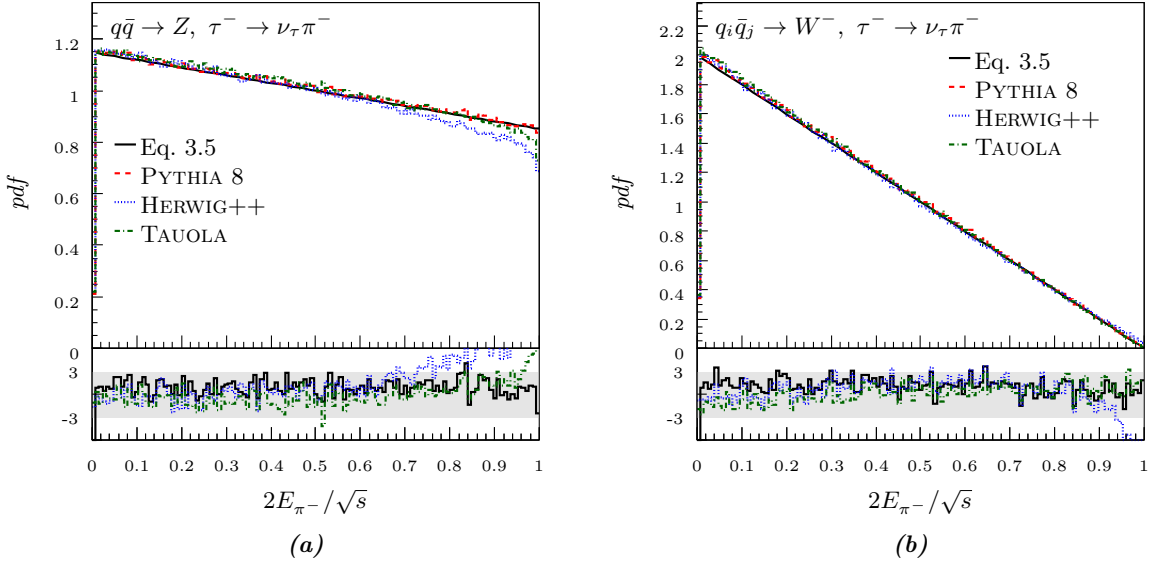 qq̄ → Z, τ⁻ → ν_τ π⁻
1.2
1
0.8
0.6
0.4
0.2
0
pdf
Eq. 3.5
PYTHIA 8
HERWIG++
TAUOLA
3
-3
0 0.1 0.2 0.3 0.4 0.5 0.6 0.7 0.8 0.9 1
2E_π⁻/√s
(a)
q_i q̄_j → W⁻, τ⁻ → ν_τ π⁻
2.2
2
1.8
1.6
1.4
1.2
1
0.8
0.6
0.4
0.2
0
pdf
Eq. 3.5
PYTHIA 8
HERWIG++
TAUOLA
3
-3
0 0.1 0.2 0.3 0.4 0.5 0.6 0.7 0.8 0.9 1
2E_π⁻/√s
(b)